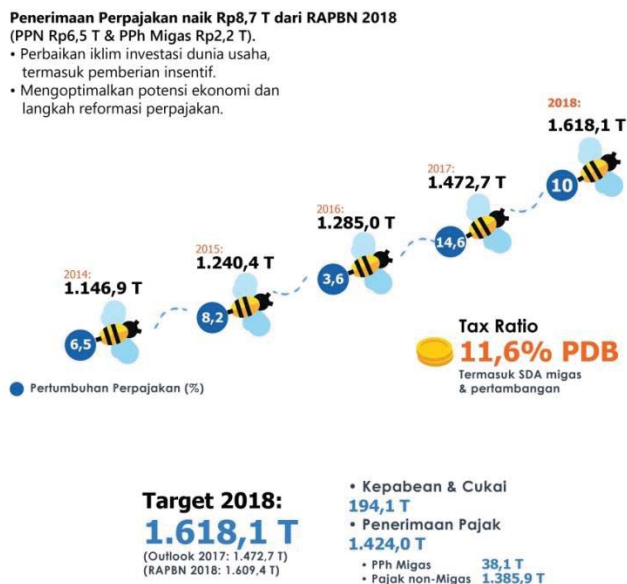 Penerimaan Perpajakan naik Rp8,7 T dari RAPBN 2018
(PPN Rp6,5 T & PPh Migas Rp2,2 T).
• Perbaikan iklim investasi dunia usaha,
termasuk pemberian insentif.
• Mengoptimalkan potensi ekonomi dan
langkah reformasi perpajakan.
2014:
1.146,9 T
6,5
2015:
1.240,4 T
8,2
2016:
1.285,0 T
3,6
2017:
1.472,7 T
14,6
2018:
1.618,1 T
10
Pertumbuhan Perpajakan (%)
Tax Ratio
11,6% PDB
Termasuk SDA migas
& pertambangan
Target 2018:
1.618,1 T
(Outlook 2017: 1.472,7 T)
(RAPBN 2018: 1.609,4 T)
• Kepabean & Cukai
194,1 T
• Penerimaan Pajak
1.424,0 T
• PPh Migas 38,1 T
• Pajak non-Migas 1.385,9 T